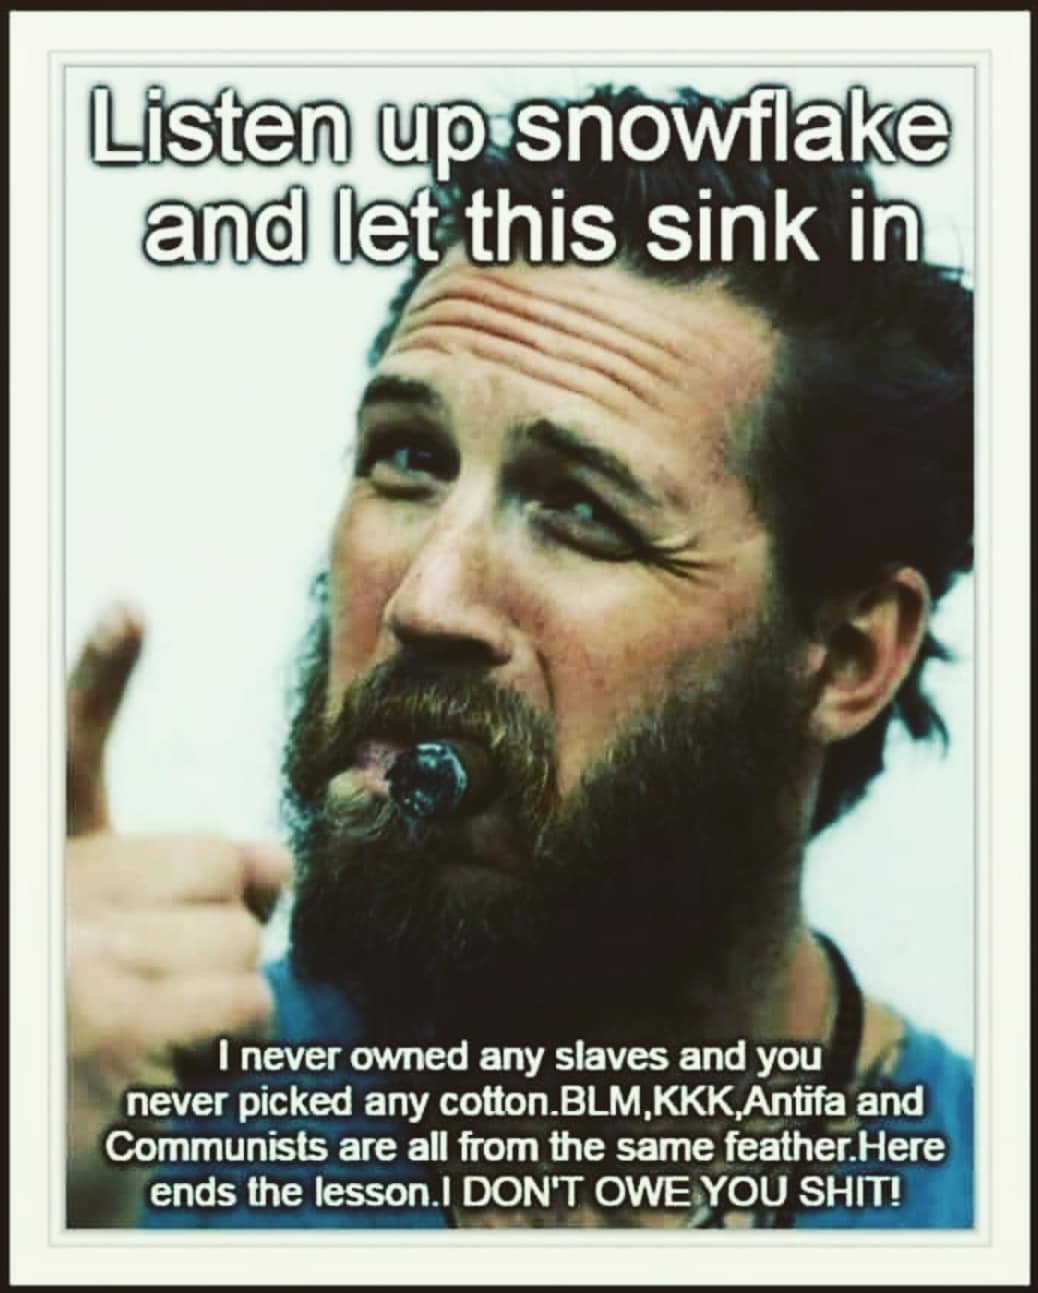 Listen up snowflake
and let this sink in
I never owned any slaves and you
never picked any cotton.BLM,KKK,Antifa and
Communists are all from the same feather.Here
ends the lesson.I DON'T OWE YOU SHIT!